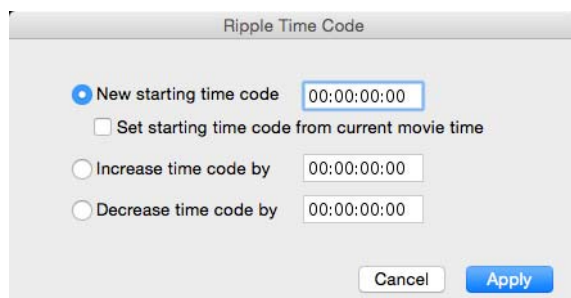 Ripple Time Code
New starting time code 00:00:00:00
Set starting time code from current movie time
Increase time code by 00:00:00:00
Decrease time code by 00:00:00:00
Cancel Apply